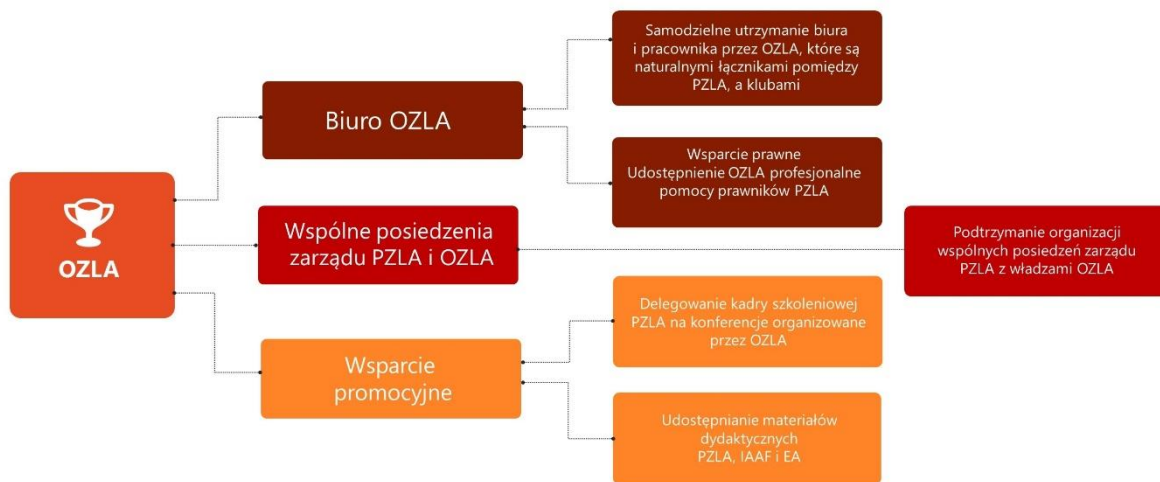 OZLA
Biuro OZLA
Samodzielne utrzymanie biura
i pracownika przez OZLA, które są
naturalnymi łącznikami pomiędzy
PZLA, a klubami
Wsparcie prawne
Udostępnienie OZLA profesjonalne
pomocy prawników PZLA
Wspólne posiedzenia
zarządu PZLA i OZLA
Podtrzymanie organizacji
wspólnych posiedzeń zarządu
PZLA z władzami OZLA
Wsparcie
promocyjne
Delegowanie kadry szkoleniowej
PZLA na konferencje organizowane
przez OZLA
Udostępnianie materiałów
dydaktycznych
PZLA, IAAF i EA